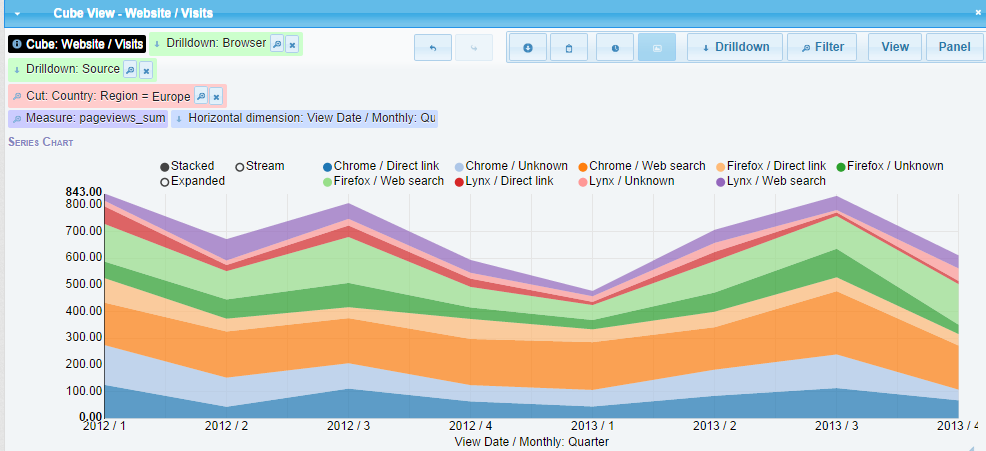 Cube View - Website / Visits
Cube: Website / Visits Drilldown: Browser
Drilldown Filter View Panel
Drilldown: Source
Cut: Country: Region = Europe
Measure: pageviews_sum Horizontal dimension: View Date / Monthly: Qu
Series Chart
Stacked Stream Chrome / Direct link Chrome / Unknown Chrome / Web search Firefox / Direct link Firefox / Unknown
Expanded Firefox / Web search Lynx / Direct link Lynx / Unknown Lynx / Web search
843.00
800.00
700.00
600.00
500.00
400.00
300.00
200.00
100.00
0.00
2012 / 1 2012 / 2 2012 / 3 2012 / 4 2013 / 1 2013 / 2 2013 / 3 2013 / 4
View Date / Monthly: Quarter